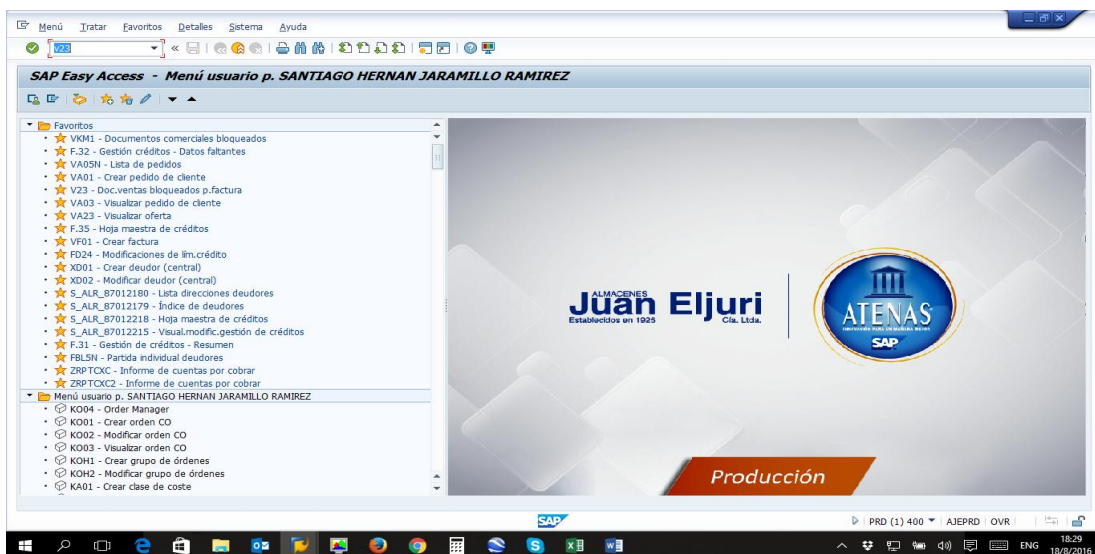 Menú Tratar Favoritos Detalles Sistema Ayuda
v23
SAP Easy Access - Menú usuario p. SANTIAGO HERNAN JARAMILLO RAMIREZ
Favoritos
VKM1 - Documentos comerciales bloqueados
F.32 - Gestión créditos - Datos faltantes
VA05N - Lista de pedidos
VA01 - Crear pedido de cliente
V23 - Doc.ventas bloqueados p.factura
VA03 - Visualizar pedido de cliente
VA23 - Visualizar oferta
F.35 - Hoja maestra de créditos
VF01 - Crear factura
FD24 - Modificaciones de lím.crédito
XD01 - Crear deudor (central)
XD02 - Modificar deudor (central)
S_ALR_87012180 - Lista direcciones deudores
S_ALR_87012179 - Índice de deudores
S_ALR_87012218 - Hoja maestra de créditos
S_ALR_87012215 - Visual.modific.gestión de créditos
F.31 - Gestión de créditos - Resumen
FBL5N - Partida individual deudores
ZRPTCXC - Informe de cuentas por cobrar
ZRPTCXC2 - Informe de cuentas por cobrar
Menú usuario p. SANTIAGO HERNAN JARAMILLO RAMIREZ
KO04 - Order Manager
KO01 - Crear orden CO
KO02 - Modificar orden CO
KO03 - Visualizar orden CO
KOH1 - Crear grupo de órdenes
KOH2 - Modificar grupo de órdenes
KA01 - Crear clase de coste
ALMACENES
Juan Eljuri
Establecidos en 1925 Cía. Ltda.
ATENAS
SAP
Producción
SAP
PRD (1) 400 AJEPRD OVR
ENG
18:29
18/8/2016